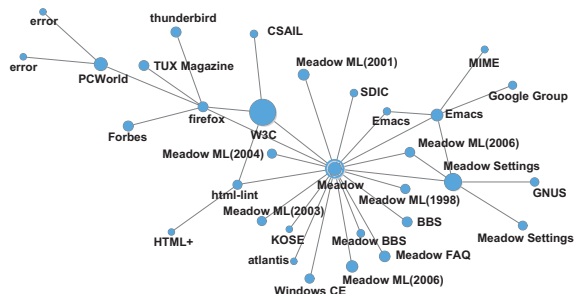 error
thunderbird
CSAIL
error
PCWorld
TUX Magazine
Meadow ML(2001)
MIME
SDIC
Google Group
firefox
Emacs
Emacs
Forbes
W3C
Meadow ML(2006)
Meadow ML(2004)
Meadow Settings
Meadow
html-lint
Meadow ML(1998)
GNUS
Meadow ML(2003)
BBS
HTML+
KOSE
Meadow BBS
Meadow Settings
atlantis
Meadow FAQ
Meadow ML(2006)
Windows CE